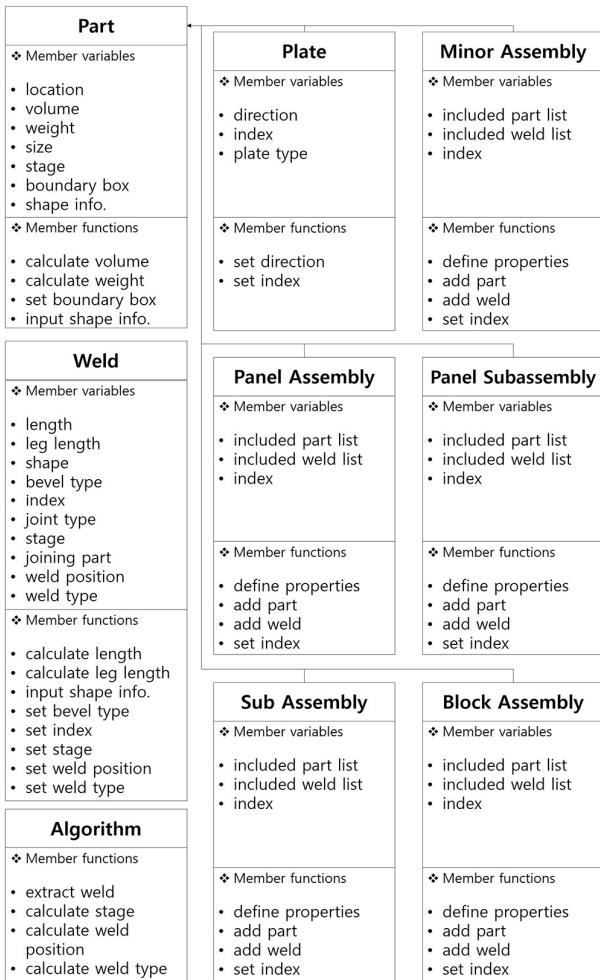 Part
❖ Member variables
• location
• volume
• weight
• size
• stage
• boundary box
• shape info.
❖ Member functions
• calculate volume
• calculate weight
• set boundary box
• input shape info.
Weld
❖ Member variables
• length
• leg length
• shape
• bevel type
• index
• joint type
• stage
• joining part
• weld position
• weld type
❖ Member functions
• calculate length
• calculate leg length
• input shape info.
• set bevel type
• set index
• set stage
• set weld position
• set weld type
Algorithm
❖ Member functions
• extract weld
• calculate stage
• calculate weld
position
• calculate weld type
Plate
❖ Member variables
• direction
• index
• plate type
❖ Member functions
• set direction
• set index
Minor Assembly
❖ Member variables
• included part list
• included weld list
• index
❖ Member functions
• define properties
• add part
• add weld
• set index
Panel Assembly
❖ Member variables
• included part list
• included weld list
• index
❖ Member functions
• define properties
• add part
• add weld
• set index
Panel Subassembly
❖ Member variables
• included part list
• included weld list
• index
❖ Member functions
• define properties
• add part
• add weld
• set index
Sub Assembly
❖ Member variables
• included part list
• included weld list
• index
❖ Member functions
• define properties
• add part
• add weld
• set index
Block Assembly
❖ Member variables
• included part list
• included weld list
• index
❖ Member functions
• define properties
• add part
• add weld
• set index